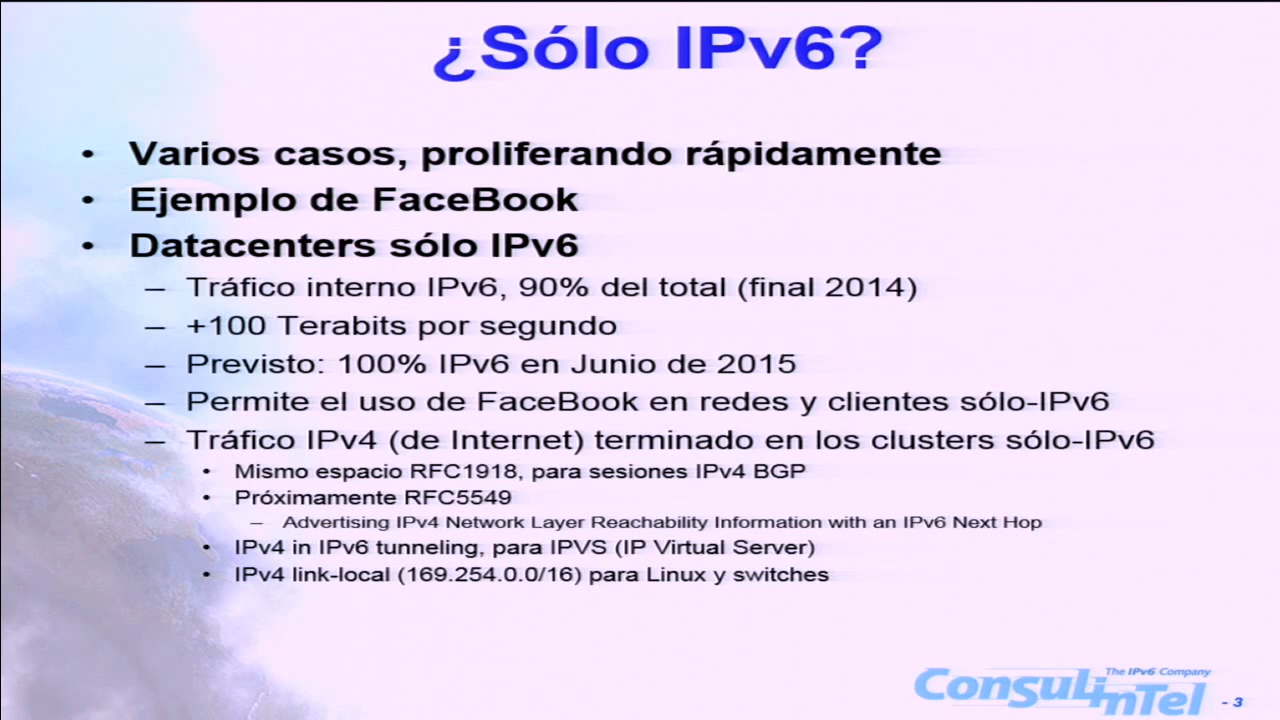 ¿Sólo IPv6?
• Varios casos, proliferando rápidamente
• Ejemplo de FaceBook
• Datacenters sólo IPv6
– Tráfico interno IPv6, 90% del total (final 2014)
– +100 Terabits por segundo
– Previsto: 100% IPv6 en Junio de 2015
– Permite el uso de FaceBook en redes y clientes sólo-IPv6
– Tráfico IPv4 (de Internet) terminado en los clusters sólo-IPv6
• Mismo espacio RFC1918, para sesiones IPv4 BGP
• Próximamente RFC5549
– Advertising IPv4 Network Layer Reachability Information with an IPv6 Next Hop
• IPv4 in IPv6 tunneling, para IPVS (IP Virtual Server)
• IPv4 link-local (169.254.0.0/16) para Linux y switches
The IPv6 Company
ConsulinTel
- 3